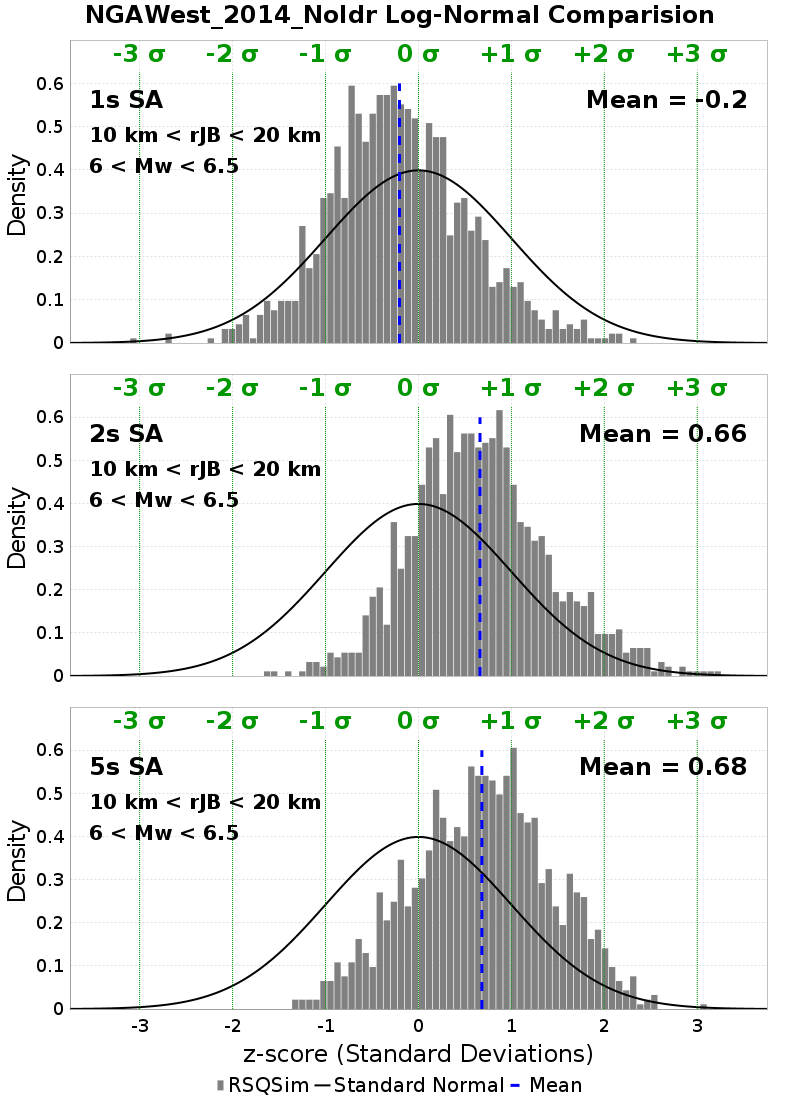 NGAWest_2014_NoIdr Log-Normal Comparision
-3 σ -2 σ -1 σ 0 σ +1 σ +2 σ +3 σ
0.6
1s SA Mean = -0.2
0.5
10 km < rJB < 20 km
6 < Mw < 6.5
0.4
0.3
0.2
0.1
0
Density
-3 σ -2 σ -1 σ 0 σ +1 σ +2 σ +3 σ
0.6
2s SA Mean = 0.66
0.5
10 km < rJB < 20 km
6 < Mw < 6.5
0.4
0.3
0.2
0.1
0
Density
-3 σ -2 σ -1 σ 0 σ +1 σ +2 σ +3 σ
0.6
5s SA Mean = 0.68
0.5
10 km < rJB < 20 km
6 < Mw < 6.5
0.4
0.3
0.2
0.1
0
Density
-3 -2 -1 0 1 2 3
z-score (Standard Deviations)
RSQSim Standard Normal Mean